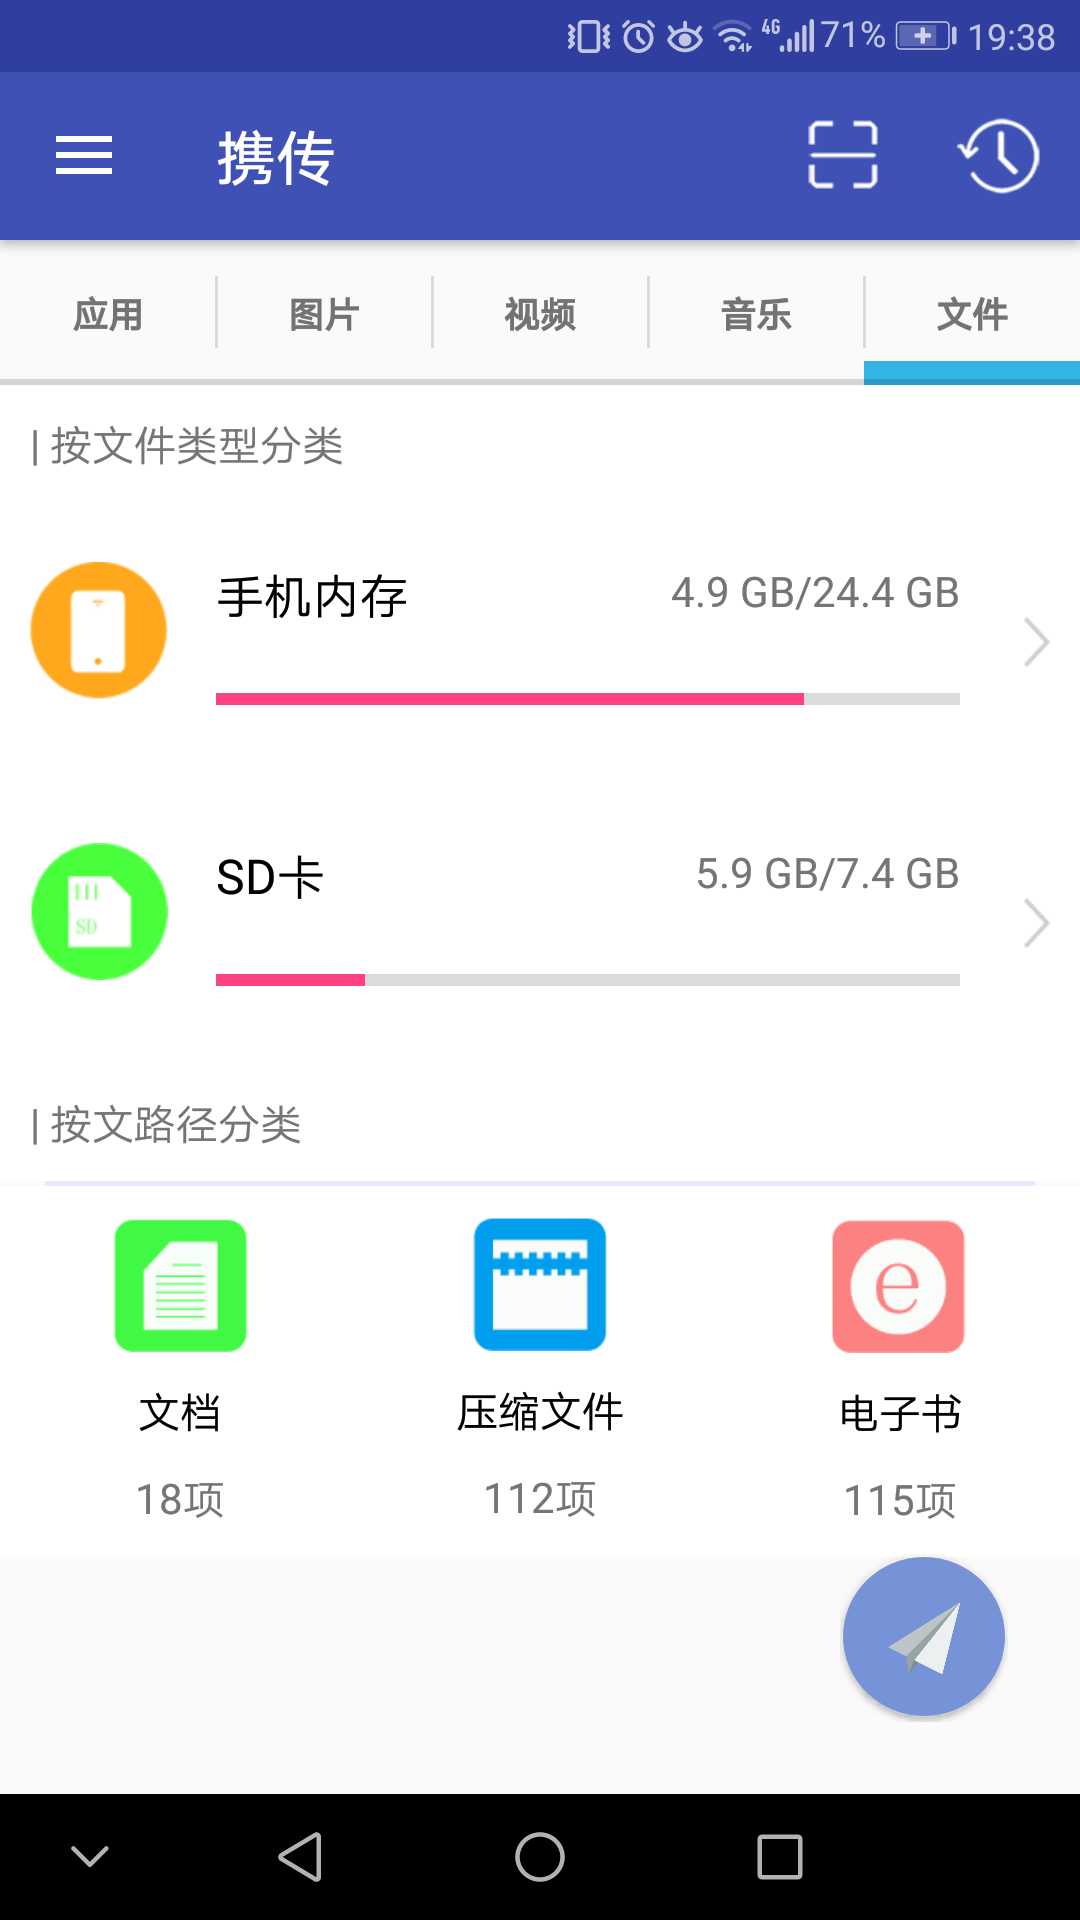 4G 71% 19:38
携传
应用 图片 视频 音乐 文件
| 按文件类型分类
手机内存 4.9 GB/24.4 GB
SD卡 5.9 GB/7.4 GB
SD
| 按文路径分类
e
文档 压缩文件 电子书
18项 112项 115项